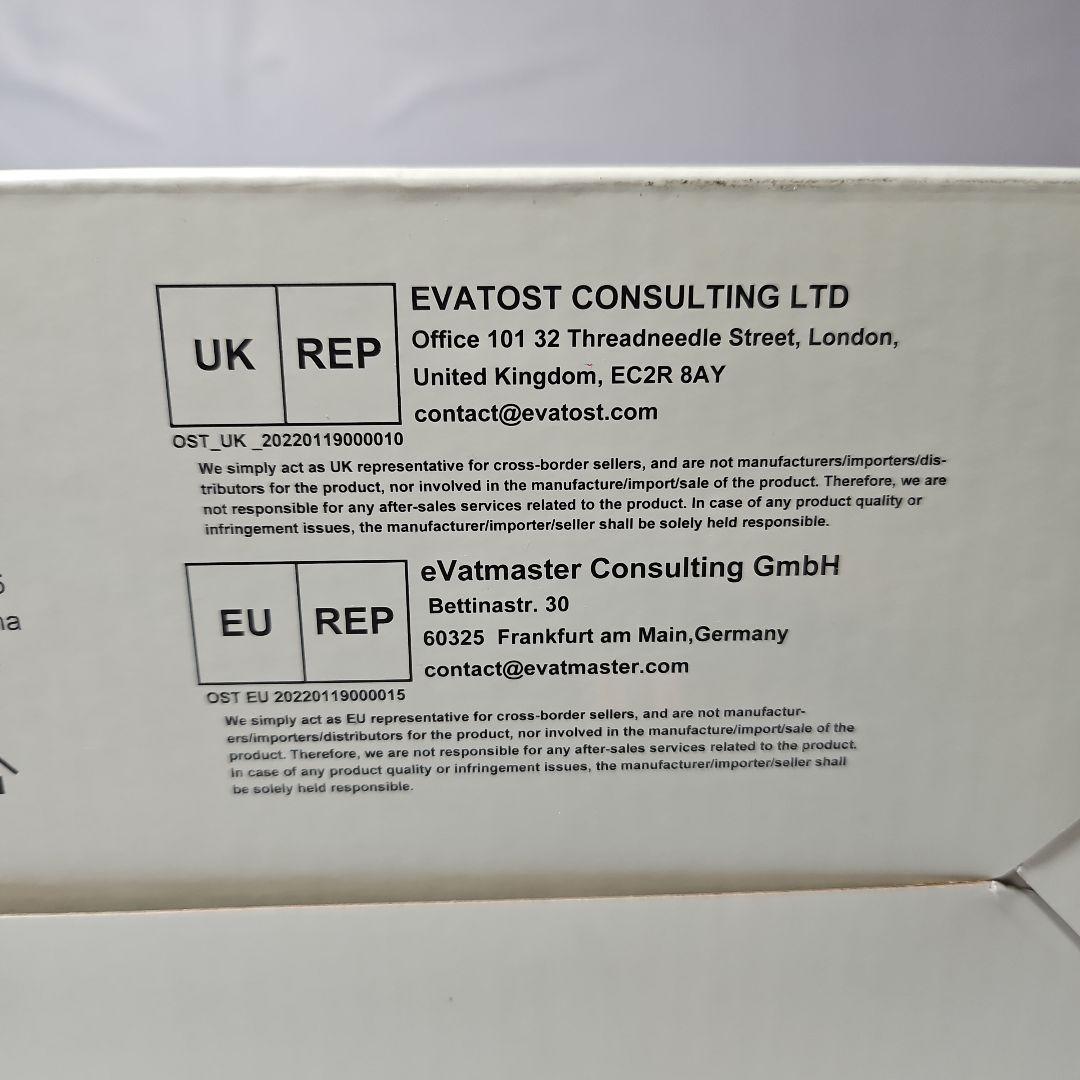 UK REP
EVATOST CONSULTING LTD
Office 101 32 Threadneedle Street, London,
United Kingdom, EC2R 8AY
contact@evatost.com
OST_UK _20220119000010
We simply act as UK representative for cross-border sellers, and are not manufacturers/importers/dis-
tributors for the product, nor involved in the manufacture/import/sale of the product. Therefore, we are
not responsible for any after-sales services related to the product. In case of any product quality or
infringement issues, the manufacturer/importer/seller shall be solely held responsible.
EU REP
eVatmaster Consulting GmbH
Bettinastr. 30
60325 Frankfurt am Main,Germany
contact@evatmaster.com
OST EU 20220119000015
We simply act as EU representative for cross-border sellers, and are not manufactur-
ers/importers/distributors for the product, nor involved in the manufacture/import/sale of the
product. Therefore, we are not responsible for any after-sales services related to the product.
In case of any product quality or infringement issues, the manufacturer/importer/seller shall
be solely held responsible.